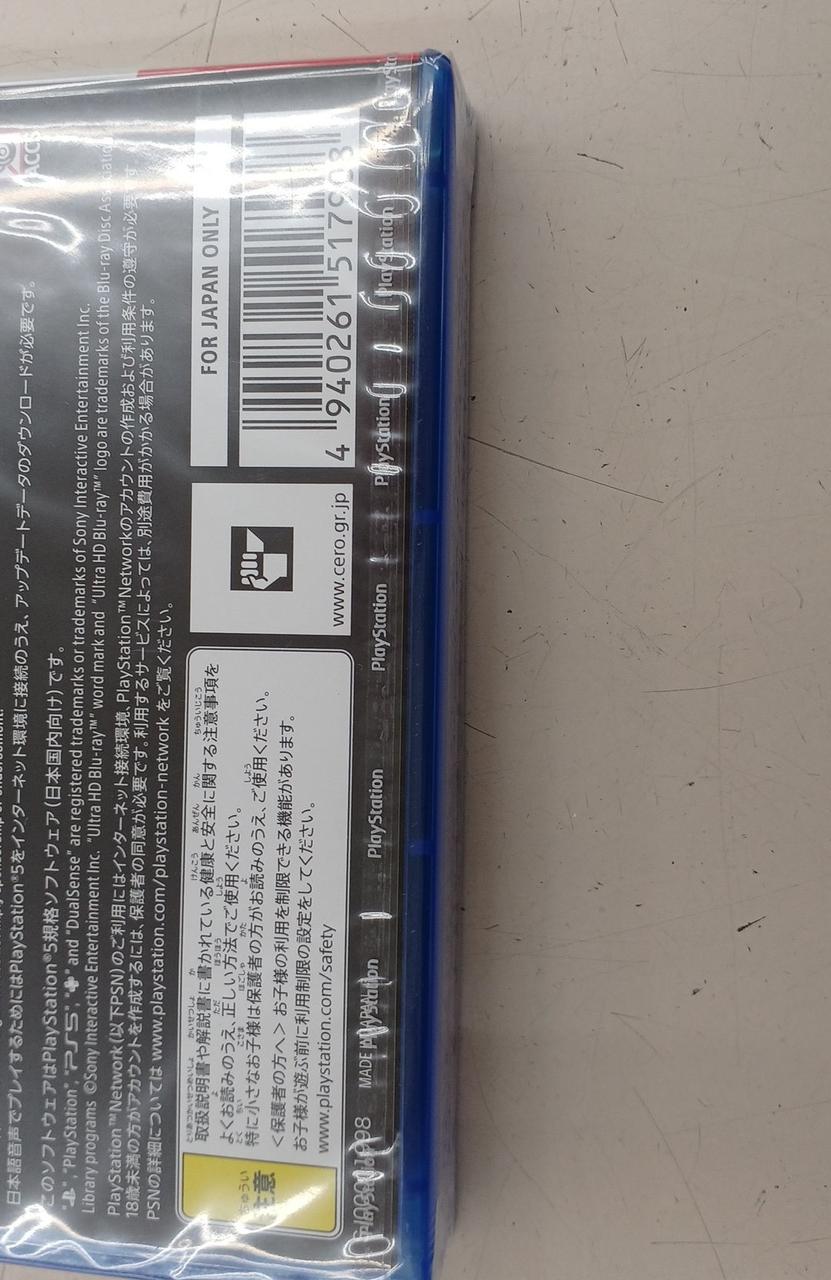 日本語音声でプレイするためにはPlayStation®5をインターネット環境に接続のうえ、アップデートデータのダウンロードが必要です。
このソフトウェアはPlayStation®5規格ソフトウェア(日本国内向け)です。
"PlayStation", "PS5", and "DualSense" are registered trademarks or trademarks of Sony Interactive Entertainment Inc.
Library programs ©Sony Interactive Entertainment Inc. "Ultra HD Blu-ray™" word mark and "Ultra HD Blu-ray™" logo are trademarks of the Blu-ray Disc Association.
PlayStation™Network(以下PSN)のご利用にはインターネット接続環境、PlayStation™Networkのアカウントの作成および利用条件の遵守が必要です。
18歳未満の方がアカウントを作成するには、保護者の同意が必要です。利用するサービスによっては、別途費用がかかる場合があります。
PSNの詳細については www.playstation.com/playstation-network をご覧ください。
注意
ちゅうい
取扱説明書や解説書に書かれている健康と安全に関する注意事項を
よくお読みのうえ、正しい方法でご使用ください。
特に小さなお子様は保護者の方がお読みのうえ、ご使用ください。
<保護者の方へ> お子様の利用を制限できる機能があります。
お子様が遊ぶ前に利用制限の設定をしてください。
www.playstation.com/safety
www.cero.gr.jp
FOR JAPAN ONLY
4 940261 517908
MADE IN JAPAN
PlayStation
PlayStation
PlayStation
PlayStation
PlayStation